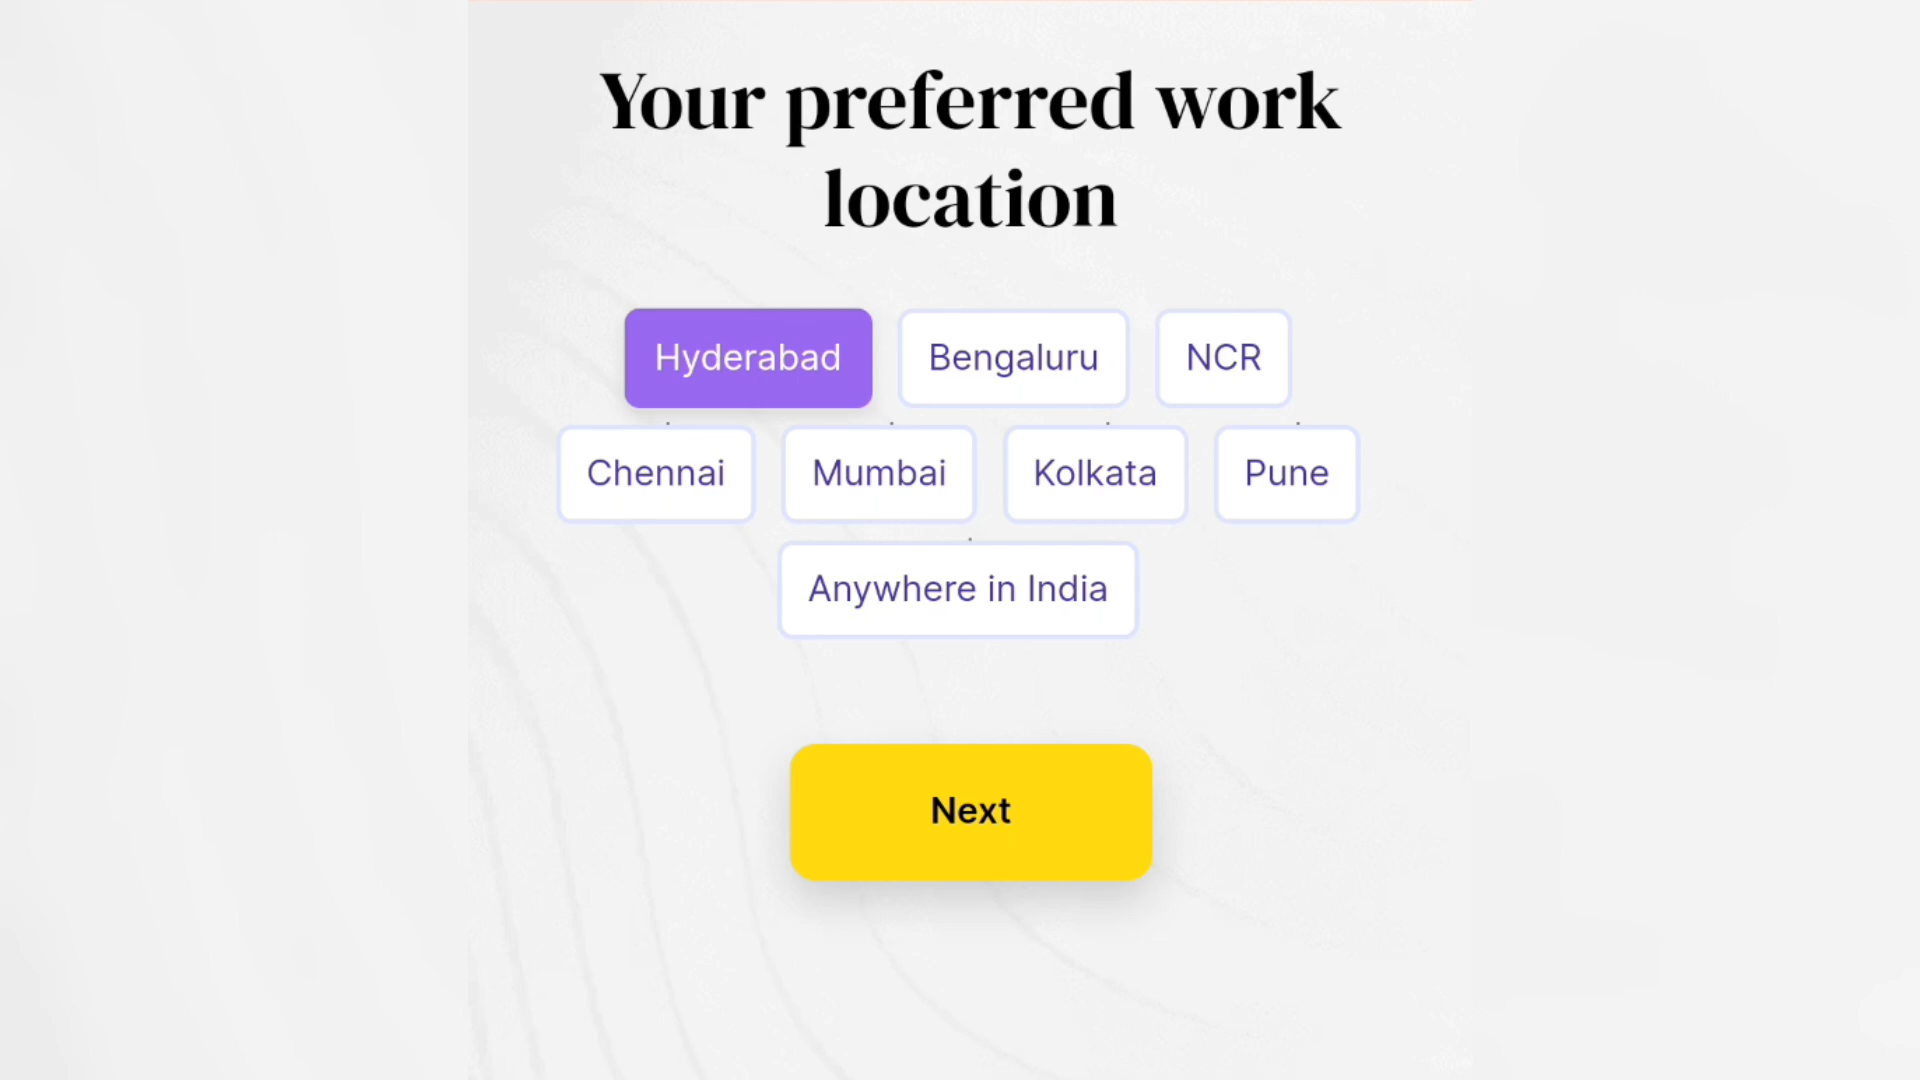 Your preferred work
location
Hyderabad Bengaluru NCR
Chennai Mumbai Kolkata Pune
Anywhere in India
Next